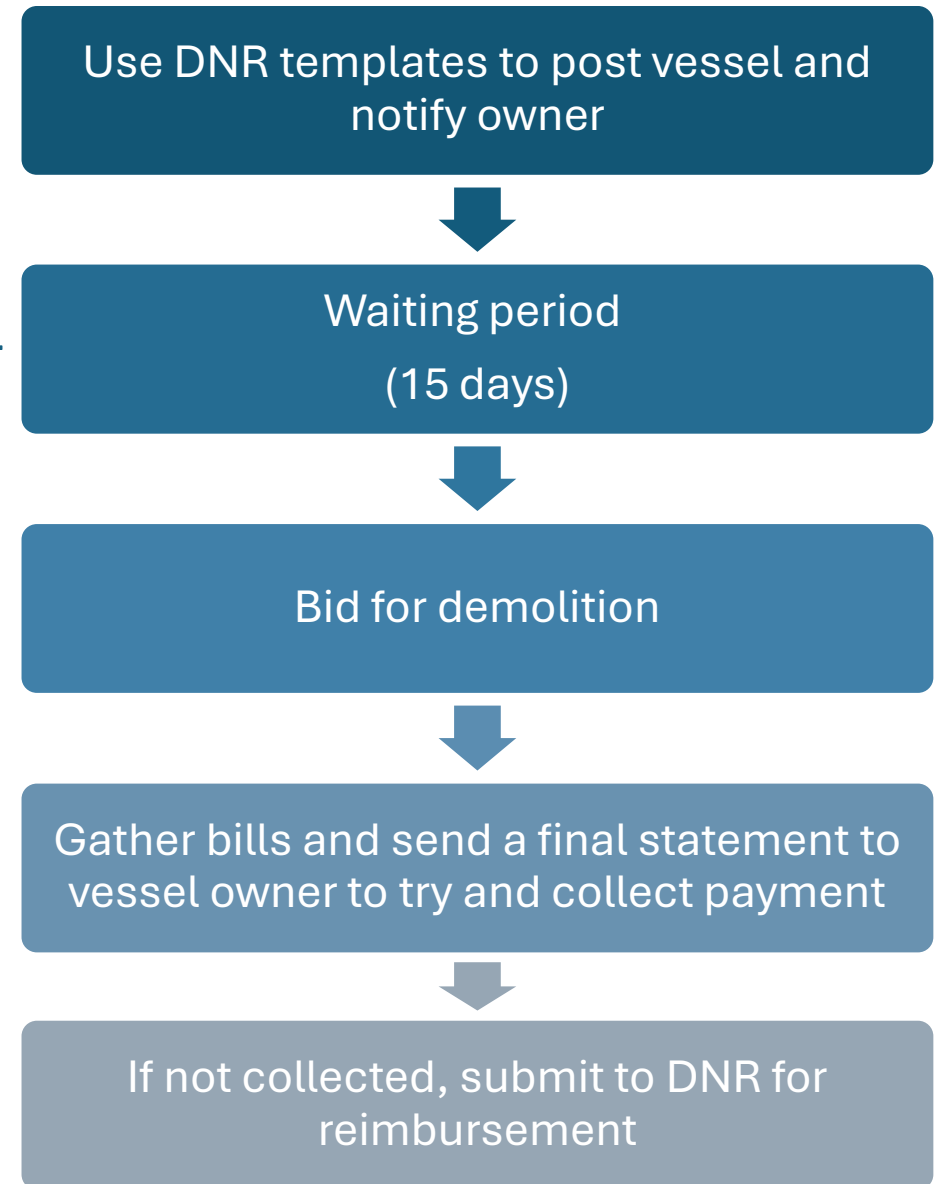 Use DNR templates to post vessel and
notify owner
Waiting period
(15 days)
Bid for demolition
Gather bills and send a final statement to
vessel owner to try and collect payment
If not collected, submit to DNR for
reimbursement